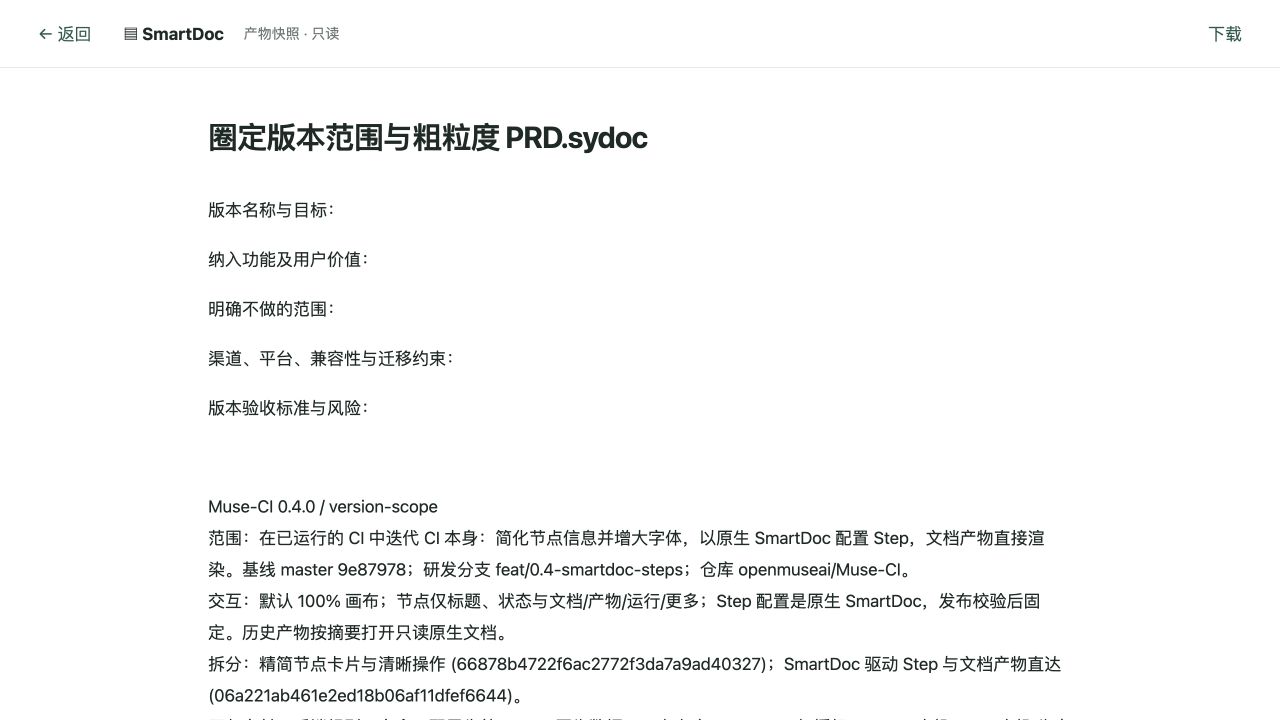 ← 返回
SmartDoc
产物快照 · 只读
下载
圈定版本范围与粗粒度 PRD.sydoc
版本名称与目标：
纳入功能及用户价值：
明确不做的范围：
渠道、平台、兼容性与迁移约束：
版本验收标准与风险：
Muse-CI 0.4.0 / version-scope
范围：在已运行的 CI 中迭代 CI 本身：简化节点信息并增大字体，以原生 SmartDoc 配置 Step，文档产物直接渲
染。基线 master 9e87978；研发分支 feat/0.4-smartdoc-steps；仓库 openmuseai/Muse-CI。
交互：默认 100% 画布；节点仅标题、状态与文档/产物/运行/更多；Step 配置是原生 SmartDoc，发布校验后固
定。历史产物按摘要打开只读原生文档。
拆分：精简节点卡片与清晰操作 (66878b4722f6ac2772f3da7a9ad40327)；SmartDoc 驱动 Step 与文档产物直达
(06a221ab461e2ed18b06af11dfef6644)。